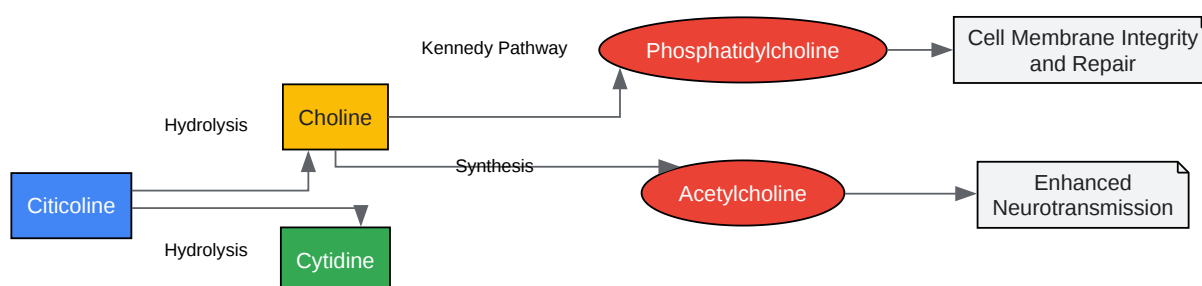 Kennedy Pathway
Phosphatidylcholine
Cell Membrane Integrity
and Repair
Hydrolysis
Choline
Synthesis
Acetylcholine
Enhanced
Neurotransmission
Citicoline
Hydrolysis
Cytidine